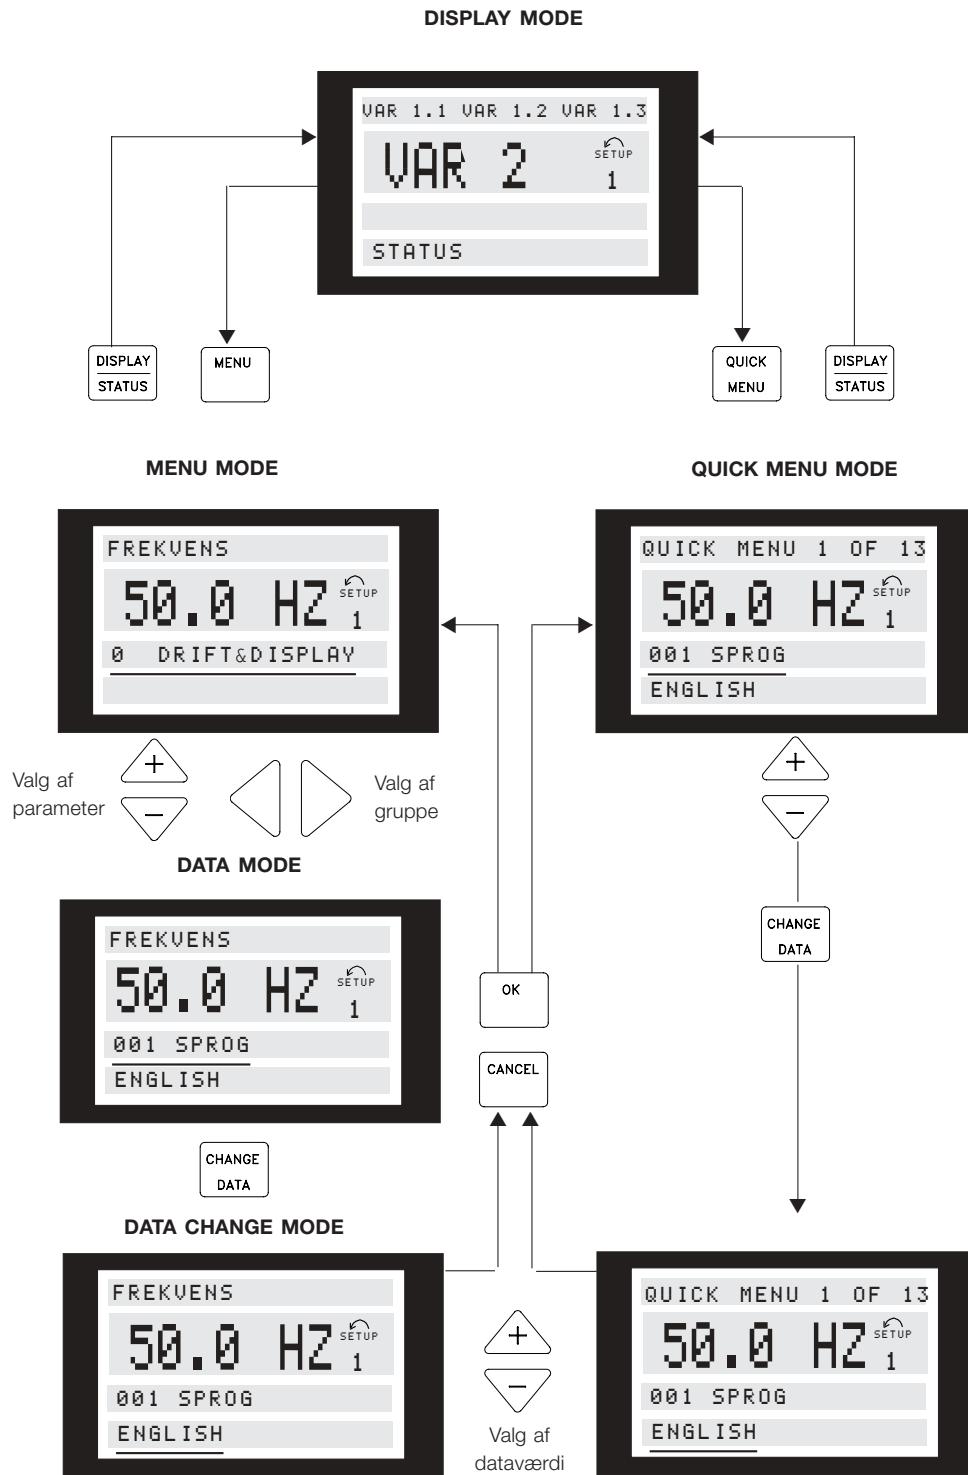 DISPLAY MODE
VAR 1.1 VAR 1.2 VAR 1.3
VAR 2
SETUP
1
STATUS
DISPLAY
STATUS
MENU
QUICK
MENU
DISPLAY
STATUS
MENU MODE
FREKVENS
50.0 HZ
SETUP
1
0 DRIFT&DISPLAY
+
−
Valg af
parameter
Valg af
gruppe
QUICK MENU MODE
QUICK MENU 1 OF 13
50.0 HZ
SETUP
1
001 SPROG
ENGLISH
+
−
CHANGE
DATA
DATA MODE
FREKVENS
50.0 HZ
SETUP
1
001 SPROG
ENGLISH
OK
CANCEL
CHANGE
DATA
DATA CHANGE MODE
FREKVENS
50.0 HZ
SETUP
1
001 SPROG
ENGLISH
+
−
Valg af
dataværdi
QUICK MENU 1 OF 13
50.0 HZ
SETUP
1
001 SPROG
ENGLISH